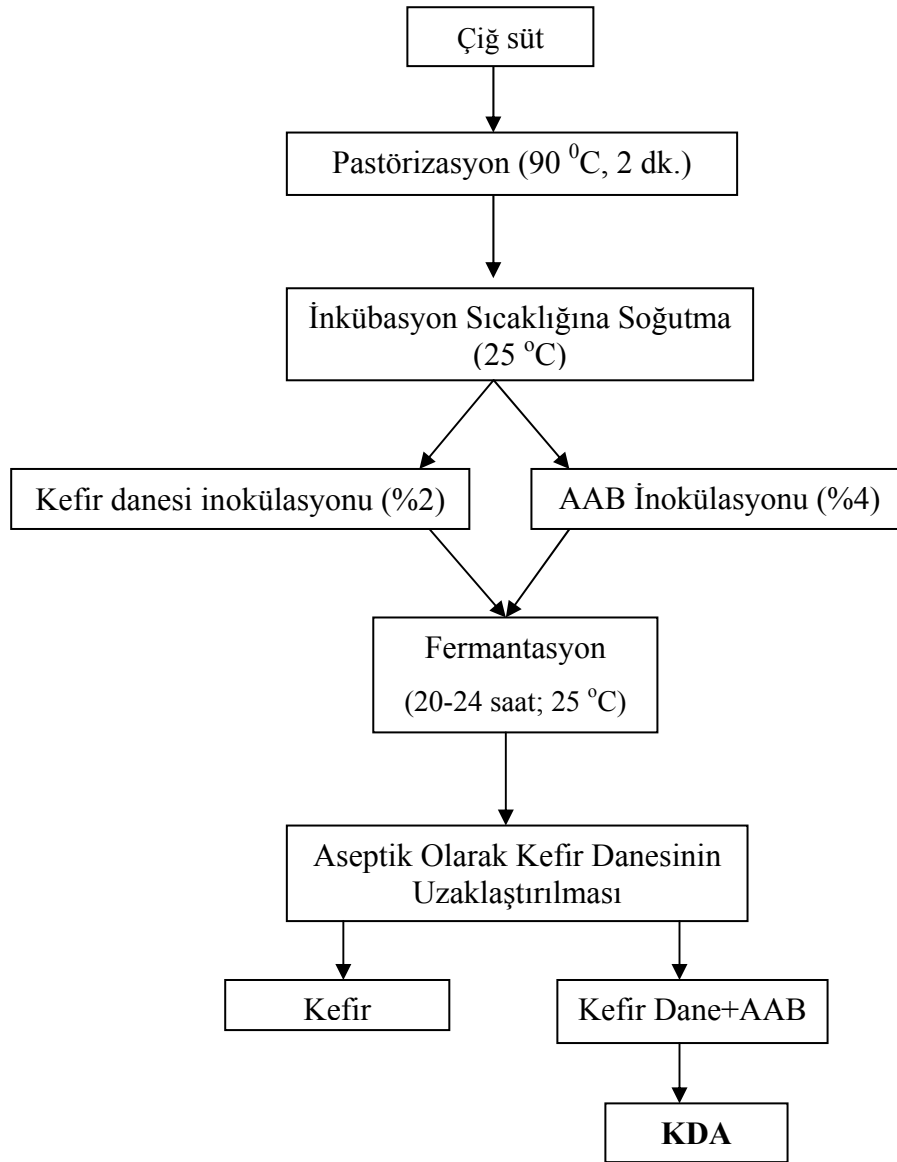 Çiğ süt
Pastörizasyon (90 ⁰C, 2 dk.)
İnkübasyon Sıcaklığına Soğutma
(25 ᵒC)
Kefir danesi inokülasyonu (%2)
AAB İnokülasyonu (%4)
Fermantasyon
(20-24 saat; 25 ᵒC)
Aseptik Olarak Kefir Danesinin
Uzaklaştırılması
Kefir
Kefir Dane+AAB
KDA